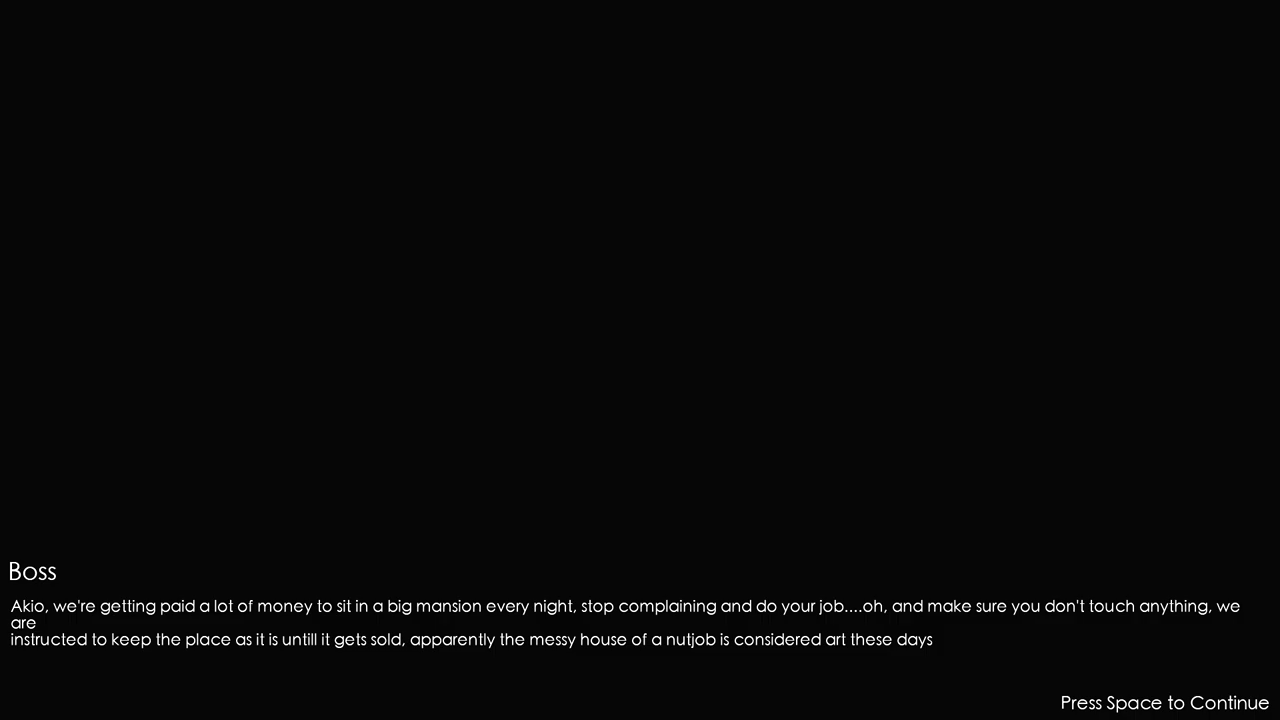 Boss
Akio, we're getting paid a lot of money to sit in a big mansion every night, stop complaining and do your job....oh, and make sure you don't touch anything, we
are
instructed to keep the place as it is untill it gets sold, apparently the messy house of a nutjob is considered art these days
Press Space to Continue